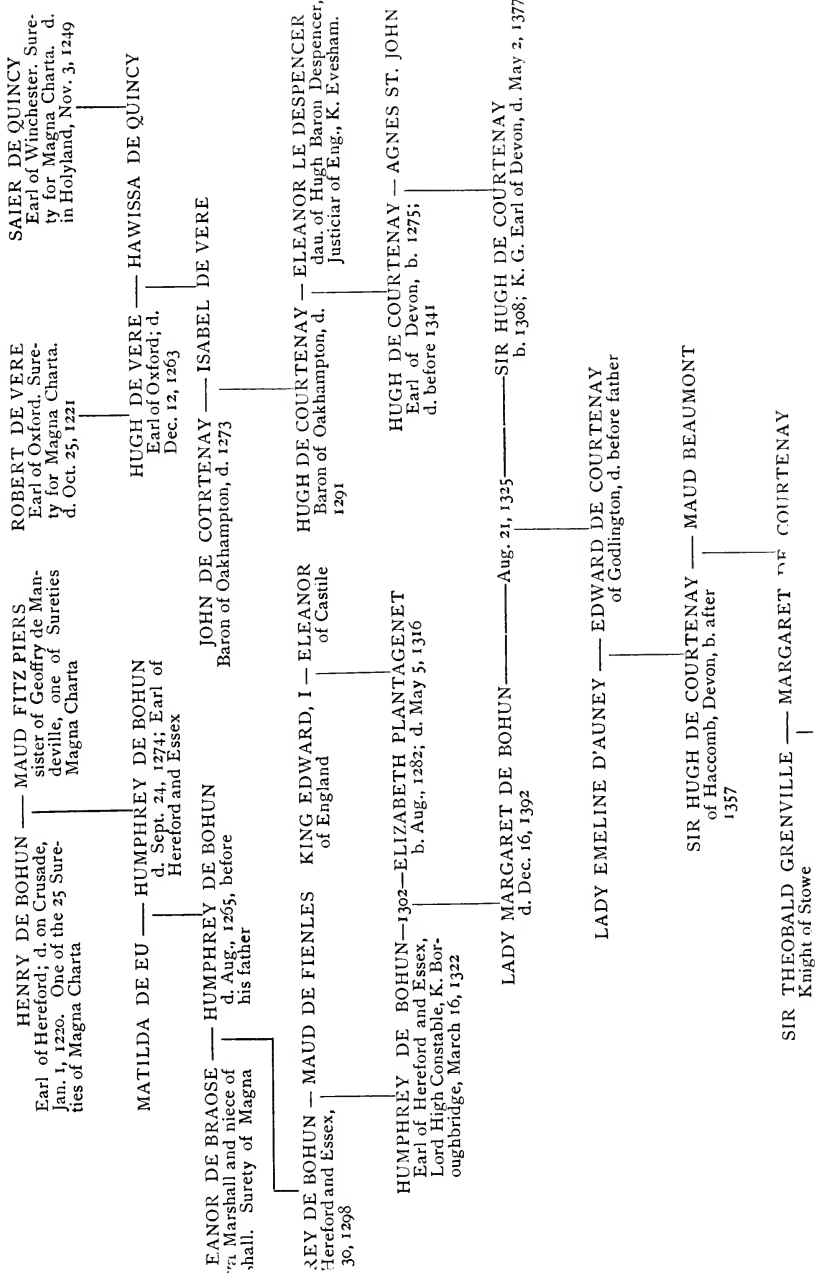 HENRY DE BOHUN — MAUD FITZ PIERS
Earl of Hereford; d. on Crusade,
Jan. 1, 1220. One of the 25 Sure-
ties of Magna Charta
sister of Geoffry de Man-
deville, one of Sureties
Magna Charta
ROBERT DE VERE
Earl of Oxford. Sure-
ty for Magna Charta.
d. Oct. 25, 1221
SAIER DE QUINCY
Earl of Winchester. Sure-
ty for Magna Charta. d.
in Holyland, Nov. 3, 1249
MATILDA DE EU — HUMPHREY DE BOHUN
d. Sept. 24, 1274; Earl of
Hereford and Essex
HUGH DE VERE — HAWISSA DE QUINCY
Earl of Oxford; d.
Dec. 12, 1263
EANOR DE BRAOSE — HUMPHREY DE BOHUN
Marshall and niece of
shall. Surety of Magna
d. Aug., 1265, before
his father
JOHN DE COTRTENAY — ISABEL DE VERE
Baron of Oakhampton, d. 1273
REY DE BOHUN — MAUD DE FIENLES
Hereford and Essex,
30, 1298
KING EDWARD, I — ELEANOR
of England
of Castile
HUGH DE COURTENAY — ELEANOR LE DESPENCER
Baron of Oakhampton, d.
1291
dau. of Hugh Baron Despencer,
Justiciar of Eng., K. Evesham.
HUMPHREY DE BOHUN—1302—ELIZABETH PLANTAGENET
Earl of Hereford and Essex,
Lord High Constable, K. Bor-
oughbridge, March 16, 1322
b. Aug., 1282; d. May 5, 1316
HUGH DE COURTENAY — AGNES ST. JOHN
Earl of Devon, b. 1275;
d. before 1341
LADY MARGARET DE BOHUN——Aug. 21, 1325——SIR HUGH DE COURTENAY
d. Dec. 16, 1392
b. 1308; K. G. Earl of Devon, d. May 2, 1377
LADY EMELINE D'AUNEY — EDWARD DE COURTENAY
of Godlington, d. before father
SIR HUGH DE COURTENAY — MAUD BEAUMONT
of Haccomb, Devon, b. after
1357
SIR THEOBALD GRENVILLE — MARGARET DE COURTENAY
Knight of Stowe